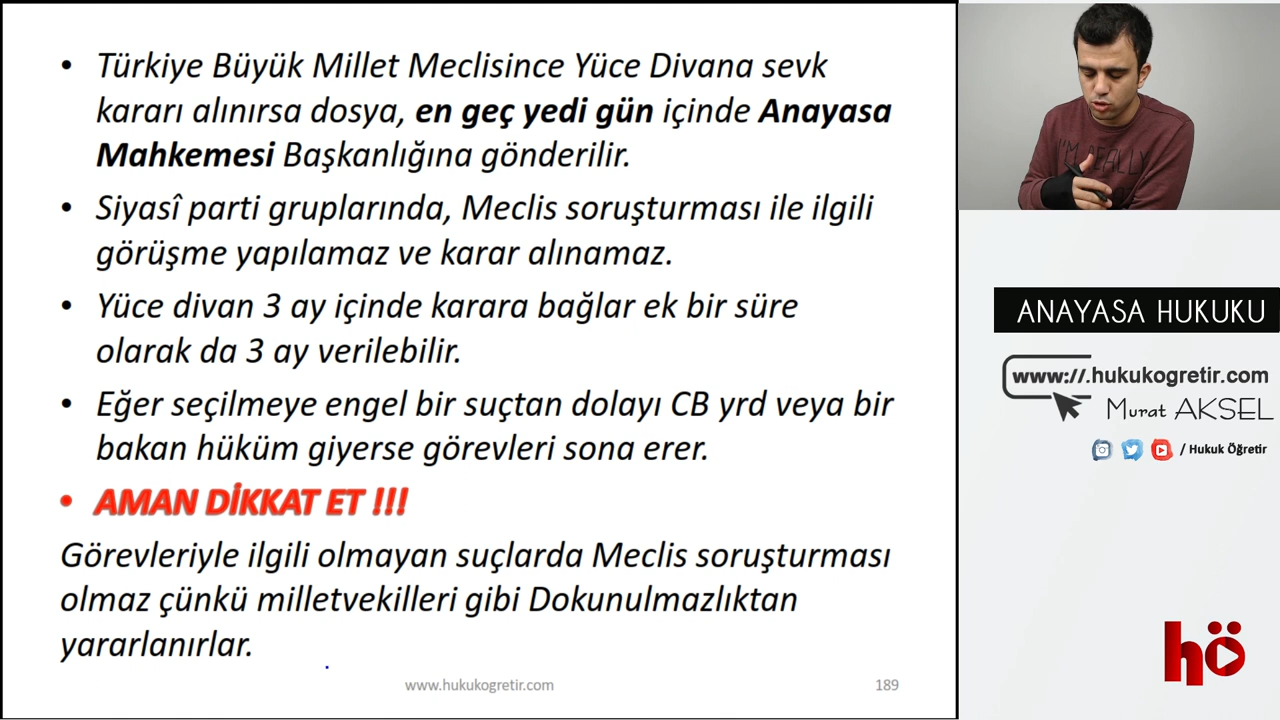 • Türkiye Büyük Millet Meclisince Yüce Divana sevk
kararı alınırsa dosya, en geç yedi gün içinde Anayasa
Mahkemesi Başkanlığına gönderilir.
• Siyasî parti gruplarında, Meclis soruşturması ile ilgili
görüşme yapılamaz ve karar alınamaz.
• Yüce divan 3 ay içinde karara bağlar ek bir süre
olarak da 3 ay verilebilir.
• Eğer seçilmeye engel bir suçtan dolayı CB yrd veya bir
bakan hüküm giyerse görevleri sona erer.
• AMAN DİKKAT ET !!!
Görevleriyle ilgili olmayan suçlarda Meclis soruşturması
olmaz çünkü milletvekilleri gibi Dokunulmazlıktan
yararlanırlar.
www.hukukogretir.com
189
I'M REALLY
ANAYASA HUKUKU
www://.hukukogretir.com
Murat AKSEL
/ Hukuk Öğretir
hö